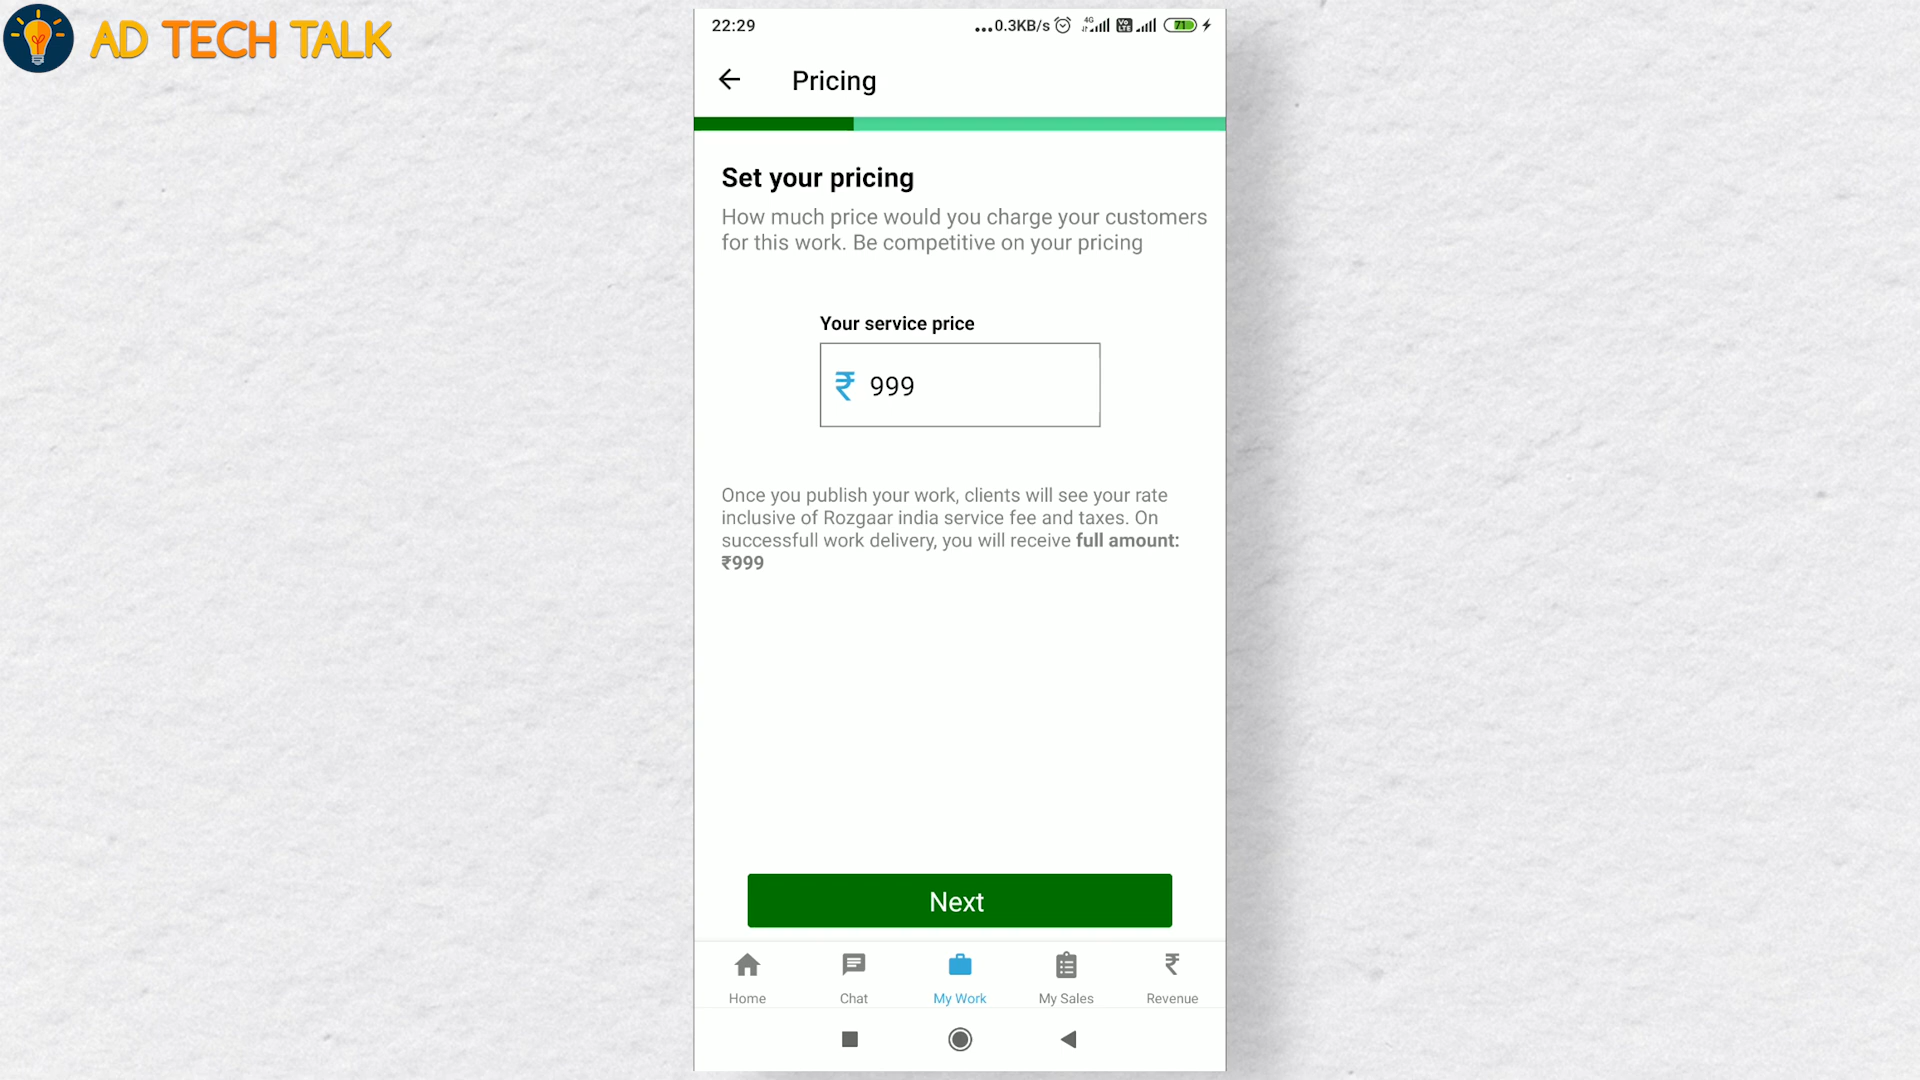 AD TECH TALK
22:29
...0.3KB/s 4G Vo LTE 71
Pricing
Set your pricing
How much price would you charge your customers
for this work. Be competitive on your pricing
Your service price
₹ 999
Once you publish your work, clients will see your rate
inclusive of Rozgaar india service fee and taxes. On
successfull work delivery, you will receive full amount:
₹999
Next
Home Chat My Work My Sales Revenue